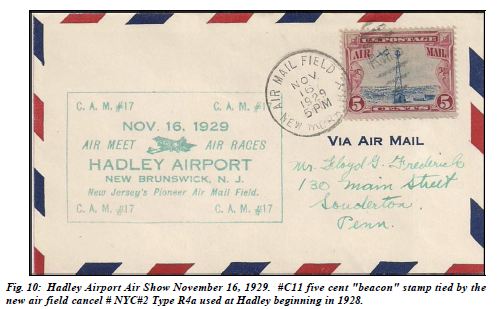 C. A. M. #17 C. A. M. #17
NOV. 16, 1929
AIR MEET AIR RACES
HADLEY AIRPORT
NEW BRUNSWICK, N. J.
New Jersey's Pioneer Air Mail Field.
C. A. M. #17 C. A. M. #17
AIR MAIL FIELD
NOV.
16
1929
5 PM
NEW
U.S. POSTAGE
AIR MAIL
5 CENTS 5
VIA AIR MAIL
Mr. Floyd G. Frederick
130 Main Street
Souderton
Penn.
Fig. 10: Hadley Airport Air Show November 16, 1929. #C11 five cent "beacon" stamp tied by the
new air field cancel # NYC#2 Type R4a used at Hadley beginning in 1928.